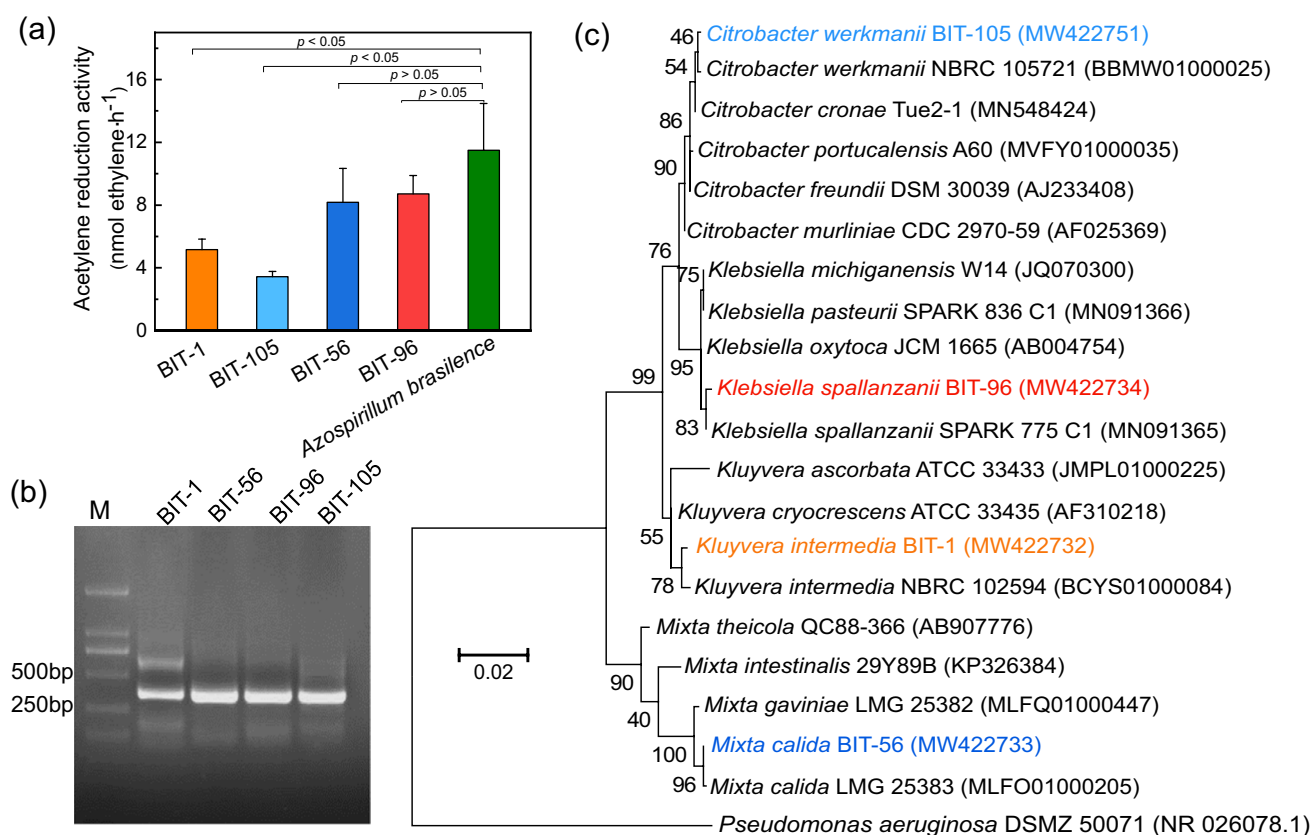 (a)
Acetylene reduction activity
(nmol ethylene·h⁻¹)
16
12
8
4
0
p < 0.05
p < 0.05
p > 0.05
p > 0.05
BIT-1
BIT-105
BIT-56
BIT-96
Azospirillum brasilence
(b)
M
BIT-1
BIT-56
BIT-96
BIT-105
500bp
250bp
(c)
46
Citrobacter werkmanii BIT-105 (MW422751)
54
Citrobacter werkmanii NBRC 105721 (BBMW01000025)
Citrobacter cronae Tue2-1 (MN548424)
86
Citrobacter portucalensis A60 (MVFY01000035)
90
Citrobacter freundii DSM 30039 (AJ233408)
Citrobacter murliniae CDC 2970-59 (AF025369)
76
75
Klebsiella michiganensis W14 (JQ070300)
Klebsiella pasteurii SPARK 836 C1 (MN091366)
Klebsiella oxytoca JCM 1665 (AB004754)
95
99
Klebsiella spallanzanii BIT-96 (MW422734)
83
Klebsiella spallanzanii SPARK 775 C1 (MN091365)
Kluyvera ascorbata ATCC 33433 (JMPL01000225)
Kluyvera cryocrescens ATCC 33435 (AF310218)
55
Kluyvera intermedia BIT-1 (MW422732)
78
Kluyvera intermedia NBRC 102594 (BCYS01000084)
Mixta theicola QC88-366 (AB907776)
0.02
Mixta intestinalis 29Y89B (KP326384)
90
Mixta gaviniae LMG 25382 (MLFQ01000447)
40
Mixta calida BIT-56 (MW422733)
100
96
Mixta calida LMG 25383 (MLFO01000205)
Pseudomonas aeruginosa DSMZ 50071 (NR 026078.1)